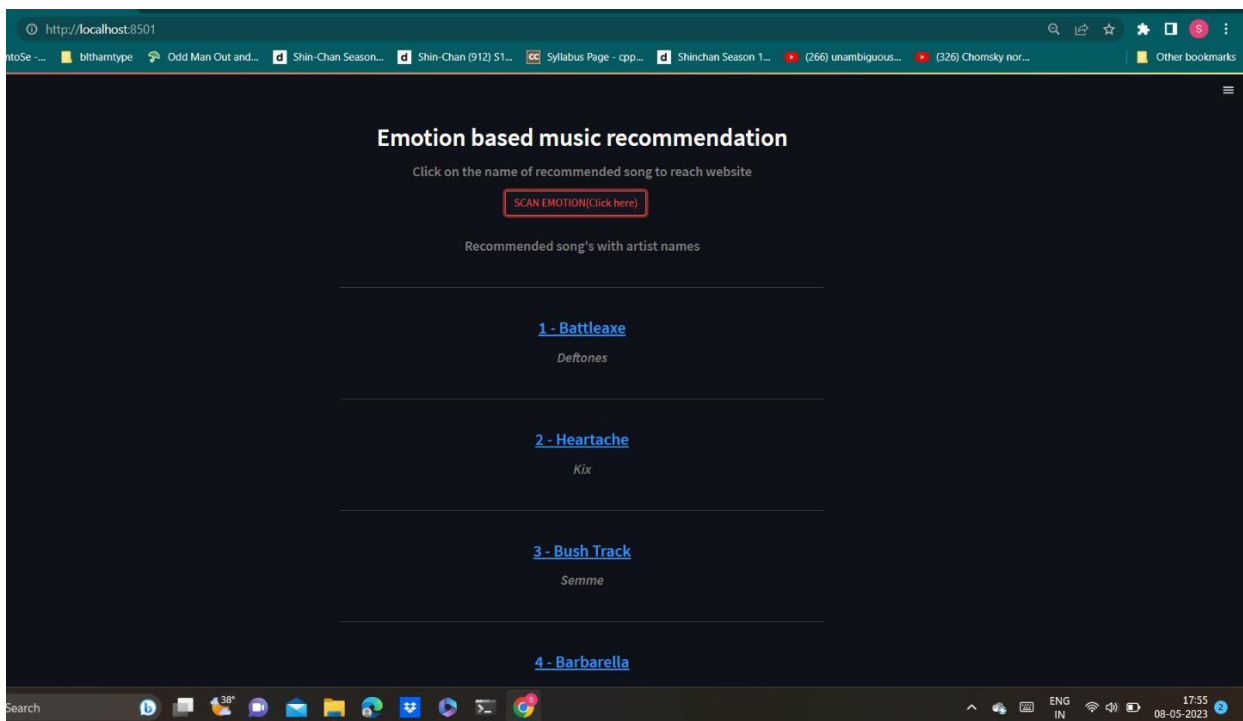 http://localhost:8501
ntoSe -... bltharntype Odd Man Out and... Shin-Chan Season... Shin-Chan (912) S1... Syllabus Page - cpp... Shinchan Season 1... (266) unambiguous... (326) Chomsky nor... Other bookmarks
Emotion based music recommendation
Click on the name of recommended song to reach website
SCAN EMOTION(Click here)
Recommended song's with artist names
1 - Battleaxe
Deftones
2 - Heartache
Kix
3 - Bush Track
Semme
4 - Barbarella
Search 38° ENG 17:55
IN 08-05-2023 2